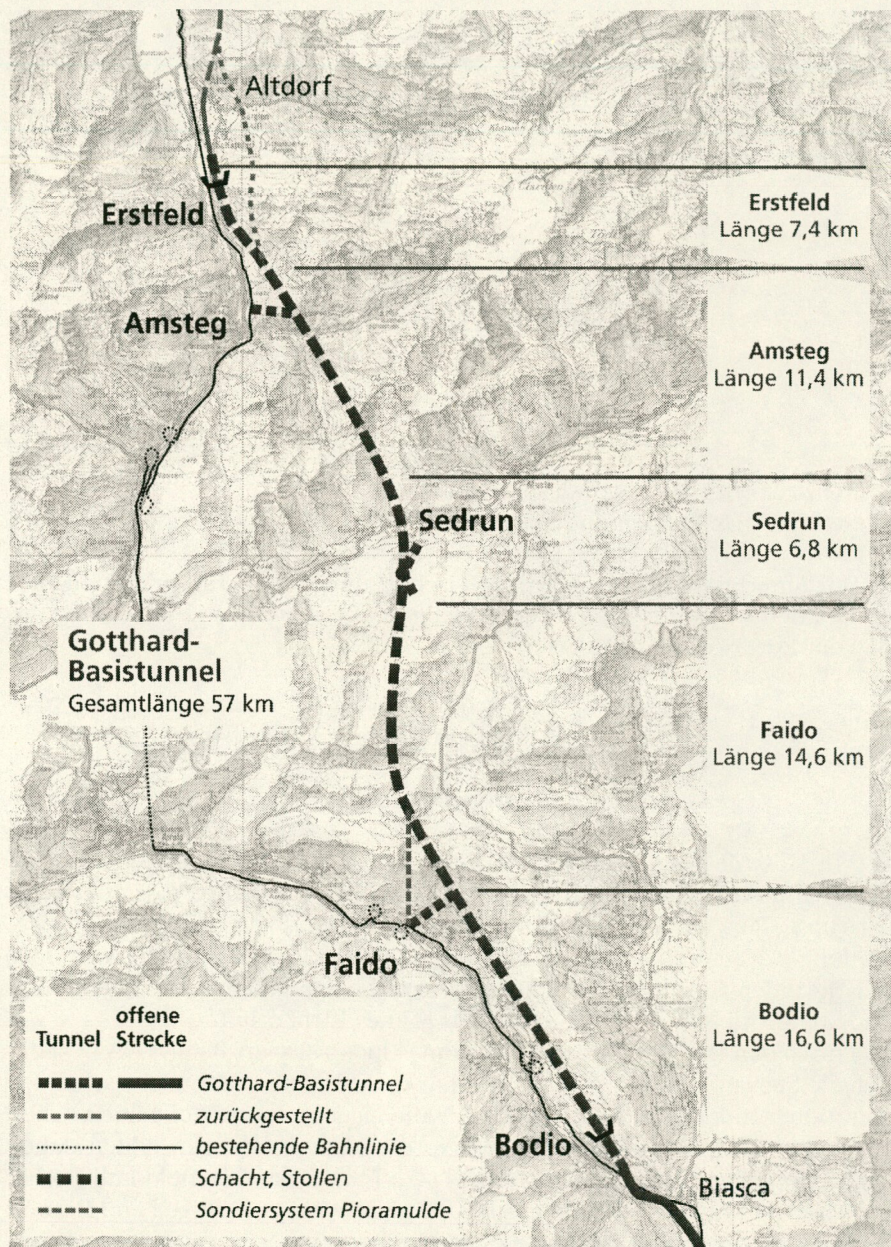 Altdorf
Erstfeld
Erstfeld
Länge 7,4 km
Amsteg
Amsteg
Länge 11,4 km
Sedrun
Sedrun
Länge 6,8 km
Gotthard-
Basistunnel
Gesamtlänge 57 km
Faido
Länge 14,6 km
Faido
Bodio
Länge 16,6 km
Bodio
Biasca
Tunnel offene Strecke
Gotthard-Basistunnel
zurückgestellt
bestehende Bahnlinie
Schacht, Stollen
Sondiersystem Pioramulde